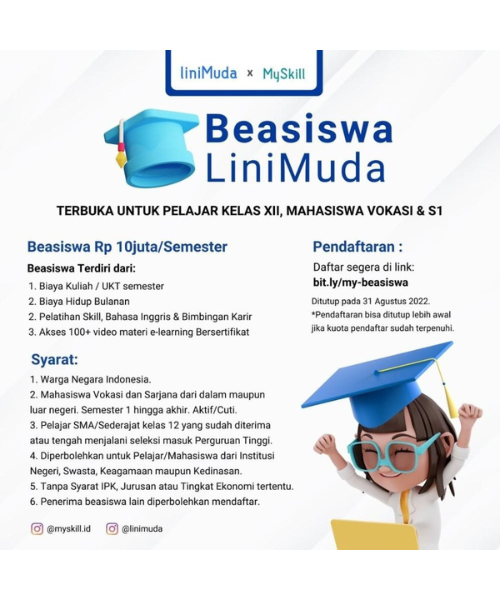 liniMuda x MySkill
Beasiswa
LiniMuda
TERBUKA UNTUK PELAJAR KELAS XII, MAHASISWA VOKASI & S1
Beasiswa Rp 10juta/Semester
Beasiswa Terdiri dari:
1. Biaya Kuliah / UKT semester
2. Biaya Hidup Bulanan
2. Pelatihan Skill, Bahasa Inggris & Bimbingan Karir
3. Akses 100+ video materi e-learning Bersertifikat
Pendaftaran :
Daftar segera di link:
bit.ly/my-beasiswa
Ditutup pada 31 Agustus 2022.
*Pendaftaran bisa ditutup lebih awal
jika kuota pendaftar sudah terpenuhi.
Syarat:
1. Warga Negara Indonesia.
2. Mahasiswa Vokasi dan Sarjana dari dalam maupun
luar negeri. Semester 1 hingga akhir. Aktif/Cuti.
3. Pelajar SMA/Sederajat kelas 12 yang sudah diterima
atau tengah menjalani seleksi masuk Perguruan Tinggi.
4. Diperbolehkan untuk Pelajar/Mahasiswa dari Institusi
Negeri, Swasta, Keagamaan maupun Kedinasan.
5. Tanpa Syarat IPK, Jurusan atau Tingkat Ekonomi tertentu.
6. Penerima beasiswa lain diperbolehkan mendaftar.
@myskill.id @linimuda